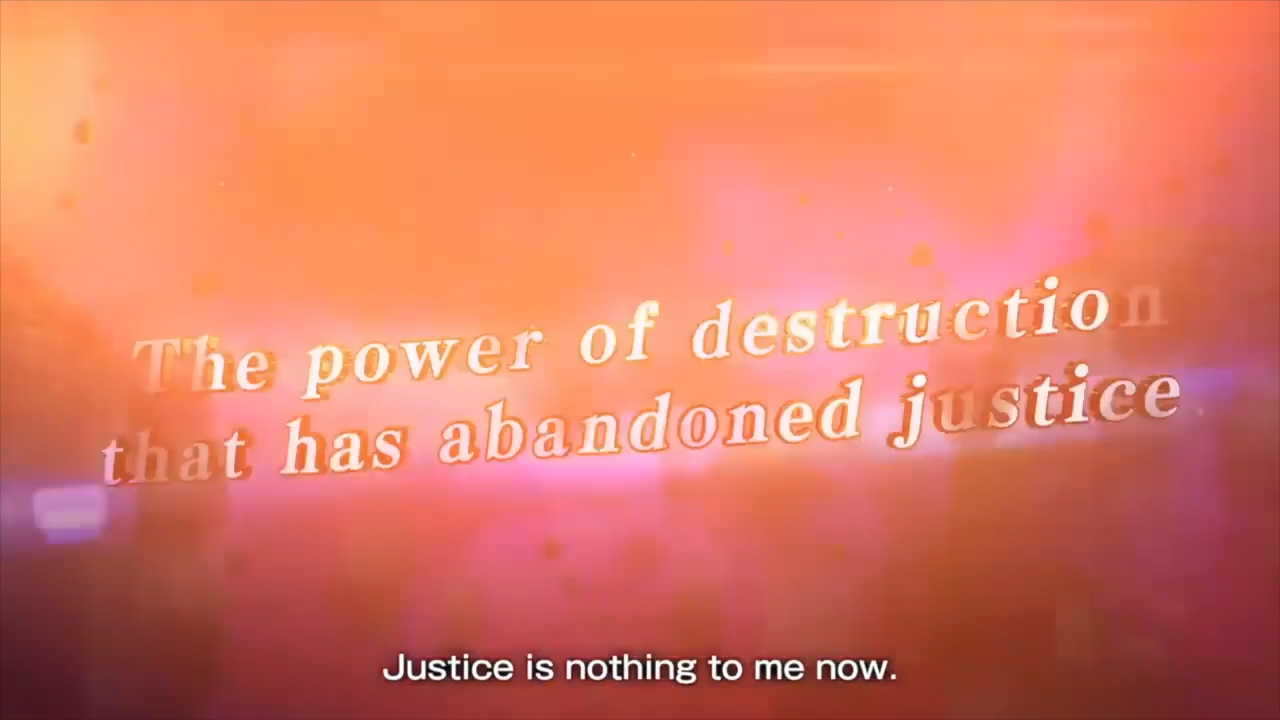 The power of destruction
that has abandoned justice
Justice is nothing to me now.